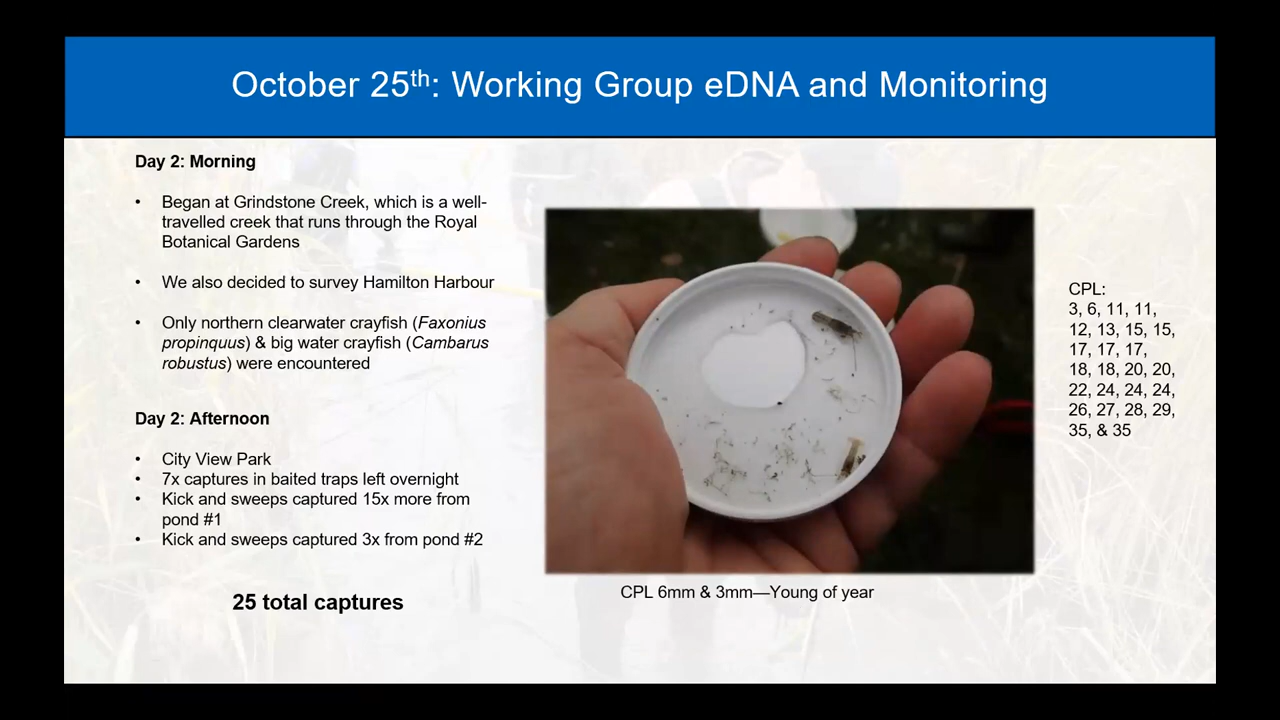 October 25th: Working Group eDNA and Monitoring
Day 2: Morning
• Began at Grindstone Creek, which is a well-
travelled creek that runs through the Royal
Botanical Gardens
• We also decided to survey Hamilton Harbour
• Only northern clearwater crayfish (Faxonius
propinquus) & big water crayfish (Cambarus
robustus) were encountered
Day 2: Afternoon
• City View Park
• 7x captures in baited traps left overnight
• Kick and sweeps captured 15x more from
pond #1
• Kick and sweeps captured 3x from pond #2
25 total captures
CPL 6mm & 3mm—Young of year
CPL:
3, 6, 11, 11,
12, 13, 15, 15,
17, 17, 17,
18, 18, 20, 20,
22, 24, 24, 24,
26, 27, 28, 29,
35, & 35